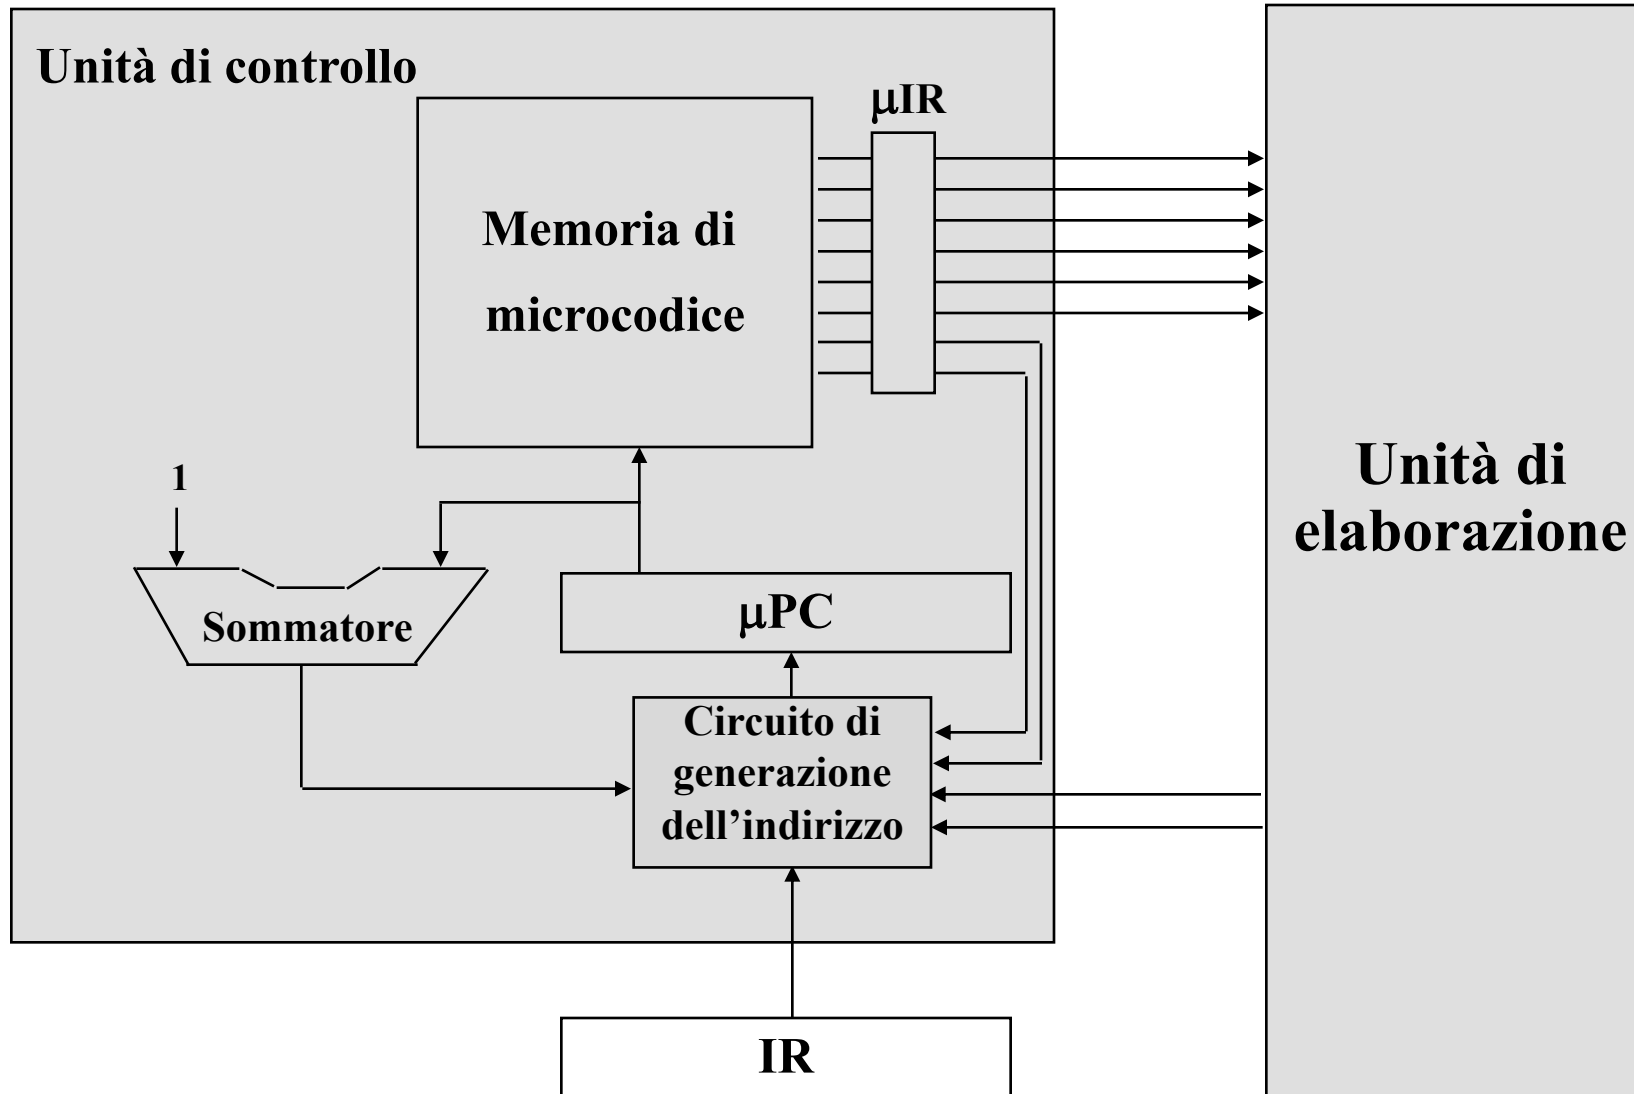 Unità di controllo
μIR
Memoria di
microcodice
1
Sommatore
μPC
Circuito di
generazione
dell’indirizzo
IR
Unità di
elaborazione